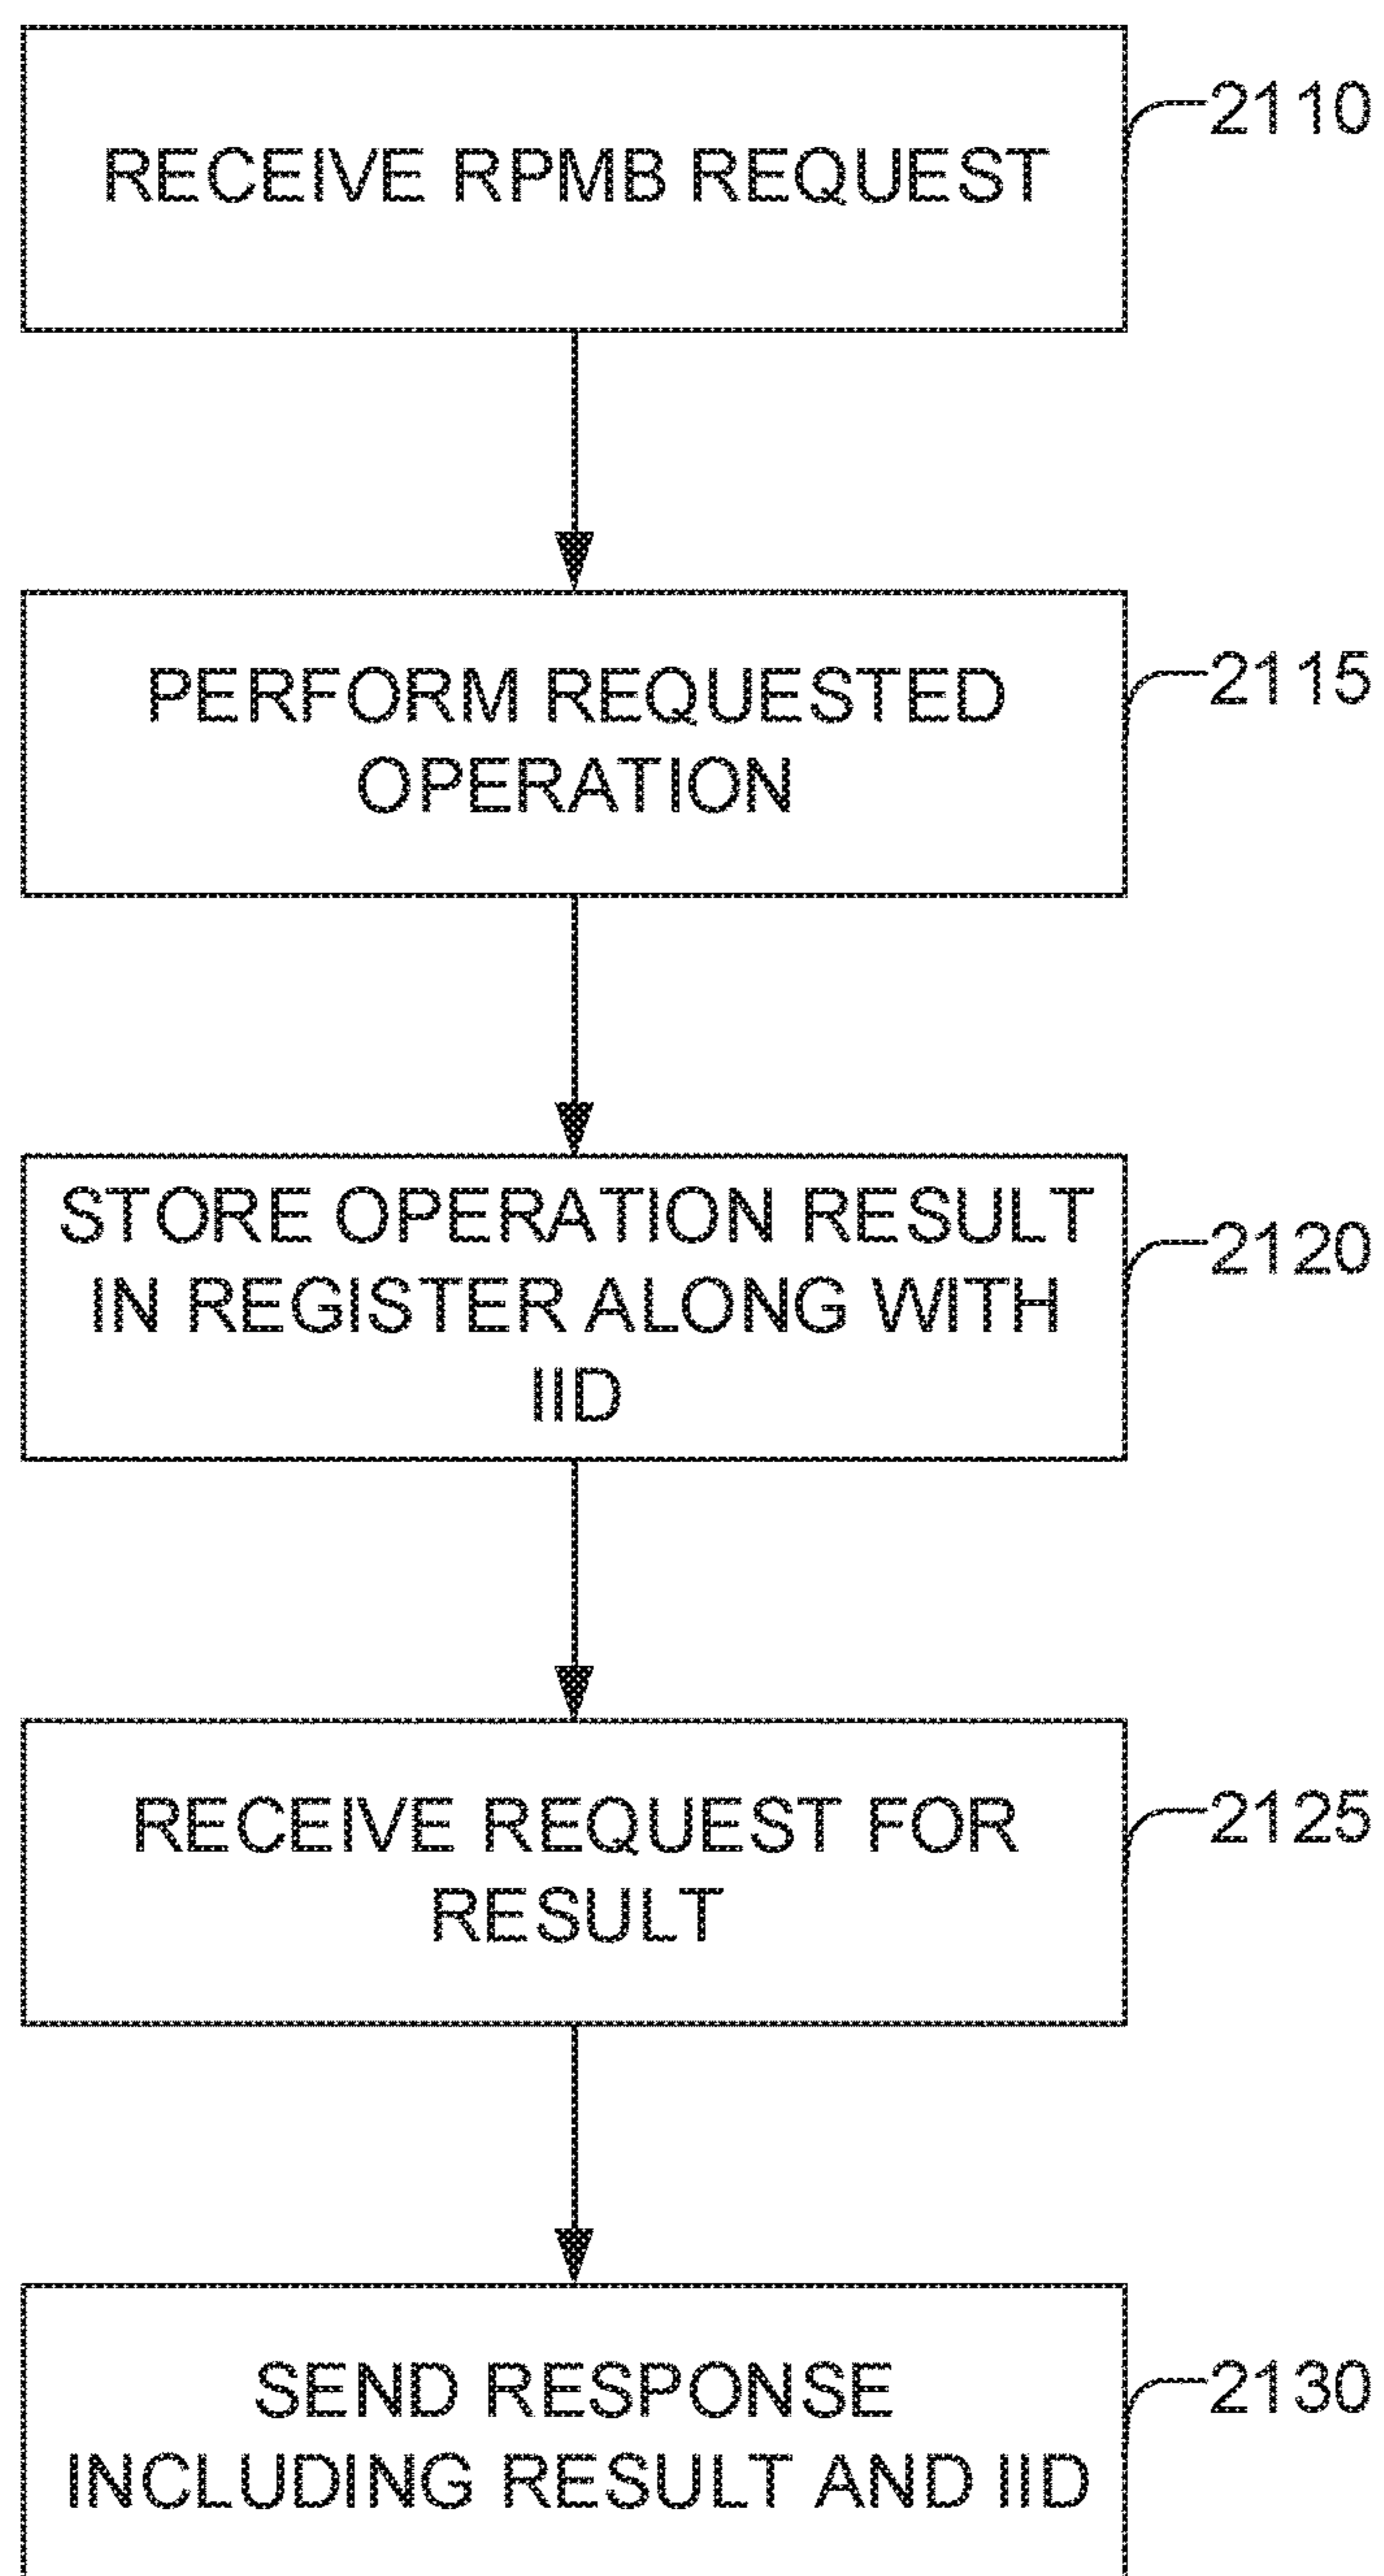 RECEIVE RPMB REQUEST
2110
PERFORM REQUESTED
OPERATION
2115
STORE OPERATION RESULT
IN REGISTER ALONG WITH
IID
2120
RECEIVE REQUEST FOR
RESULT
2125
SEND RESPONSE
INCLUDING RESULT AND IID
2130